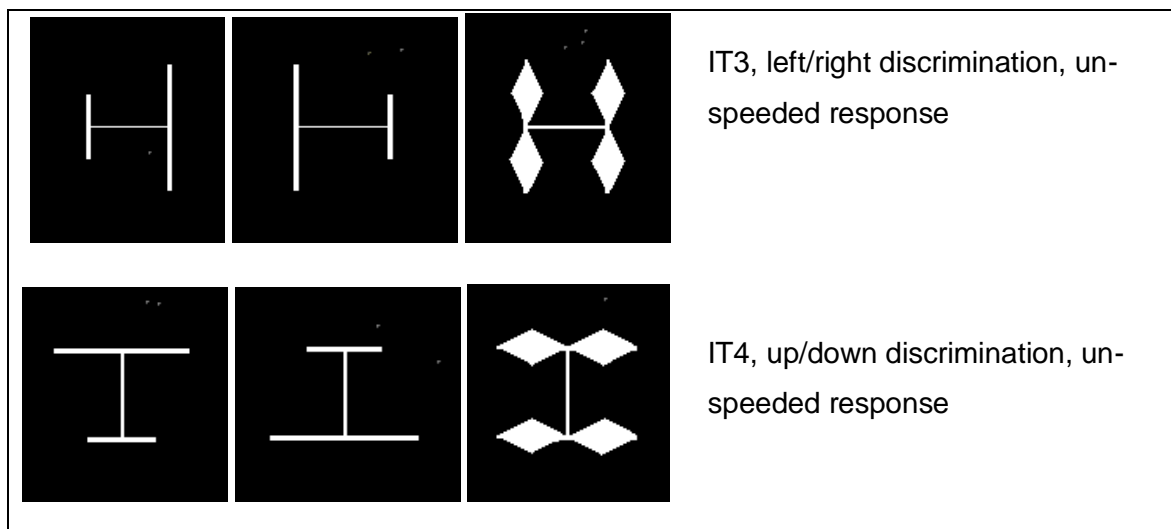 IT3, left/right discrimination, un-
speeded response
IT4, up/down discrimination, un-
speeded response